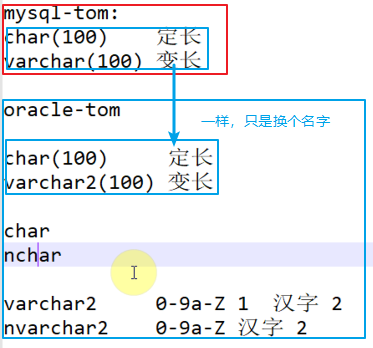 mysql-tom:
char(100) 定长
varchar(100) 变长
oracle-tom
一样，只是换个名字
char(100) 定长
varchar2(100) 变长
char
nchar
varchar2 0-9a-Z 1 汉字 2
nvarchar2 0-9a-Z 汉字 2